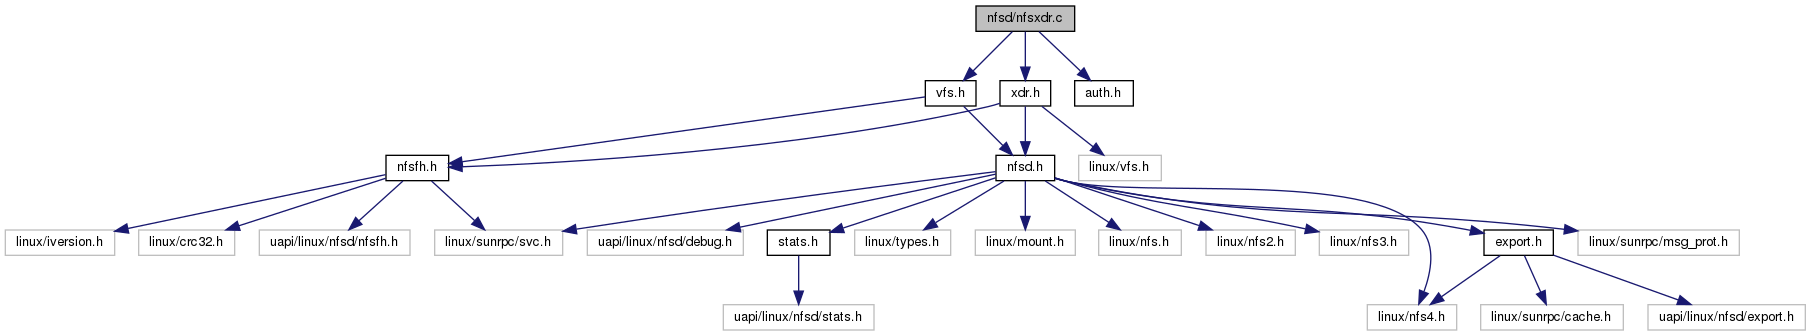 nfsd/nfsxdr.c
vfs.h
xdr.h
auth.h
nfsfh.h
nfsd.h
linux/vfs.h
linux/iversion.h
linux/crc32.h
uapi/linux/nfsd/nfsfh.h
linux/sunrpc/svc.h
uapi/linux/nfsd/debug.h
stats.h
linux/types.h
linux/mount.h
linux/nfs.h
linux/nfs2.h
linux/nfs3.h
export.h
linux/sunrpc/msg_prot.h
uapi/linux/nfsd/stats.h
linux/nfs4.h
linux/sunrpc/cache.h
uapi/linux/nfsd/export.h